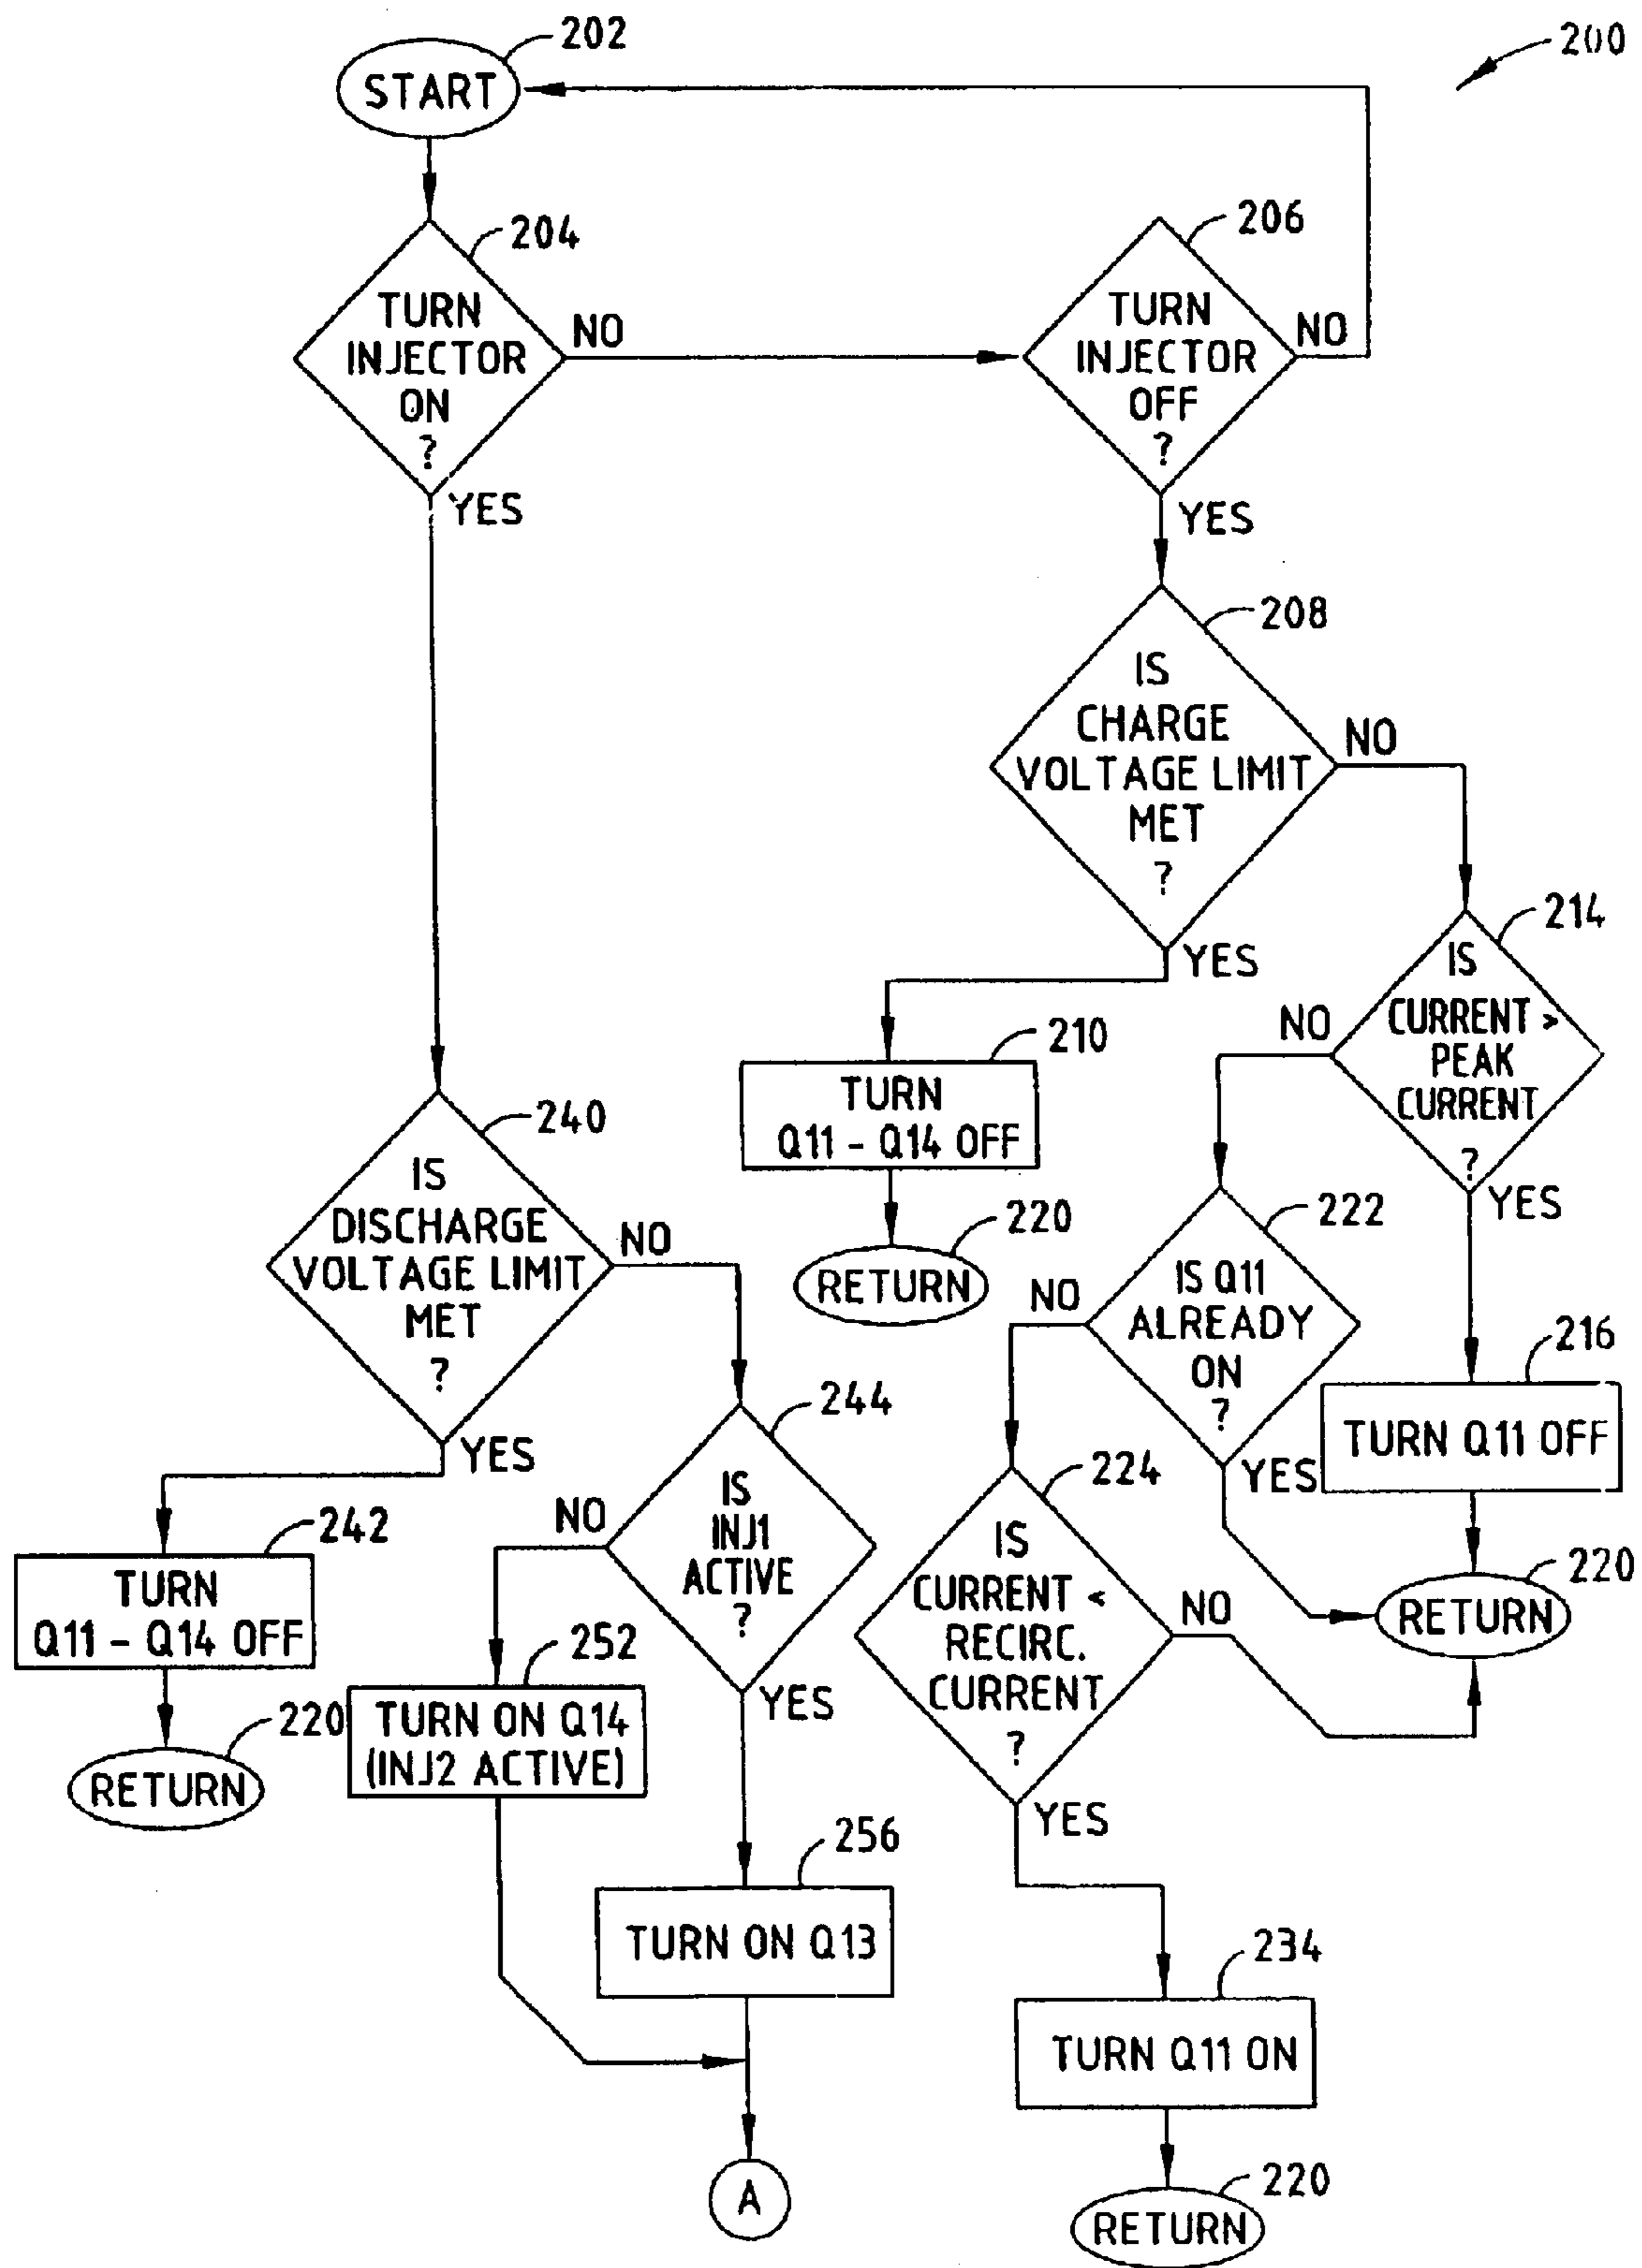 200
202
START
204
TURN
INJECTOR
ON
?
NO
YES
206
TURN
INJECTOR
OFF
?
NO
YES
208
IS
CHARGE
VOLTAGE LIMIT
MET
?
NO
YES
210
TURN
Q11 - Q14 OFF
220
RETURN
214
IS
CURRENT >
PEAK
CURRENT
?
NO
YES
216
TURN Q11 OFF
220
RETURN
222
IS Q11
ALREADY
ON
?
NO
YES
224
IS
CURRENT <
RECIRC.
CURRENT
?
NO
YES
234
TURN Q11 ON
220
RETURN
240
IS
DISCHARGE
VOLTAGE LIMIT
MET
?
NO
YES
242
TURN
Q11 - Q14 OFF
220
RETURN
244
IS
INJ1
ACTIVE
?
NO
YES
252
TURN ON Q14
(INJ2 ACTIVE)
256
TURN ON Q13
A